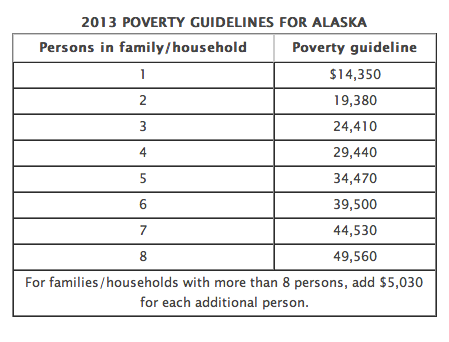 2013 POVERTY GUIDELINES FOR ALASKA
Persons in family/household Poverty guideline
1 $14,350
2 19,380
3 24,410
4 29,440
5 34,470
6 39,500
7 44,530
8 49,560
For families/households with more than 8 persons, add $5,030
for each additional person.